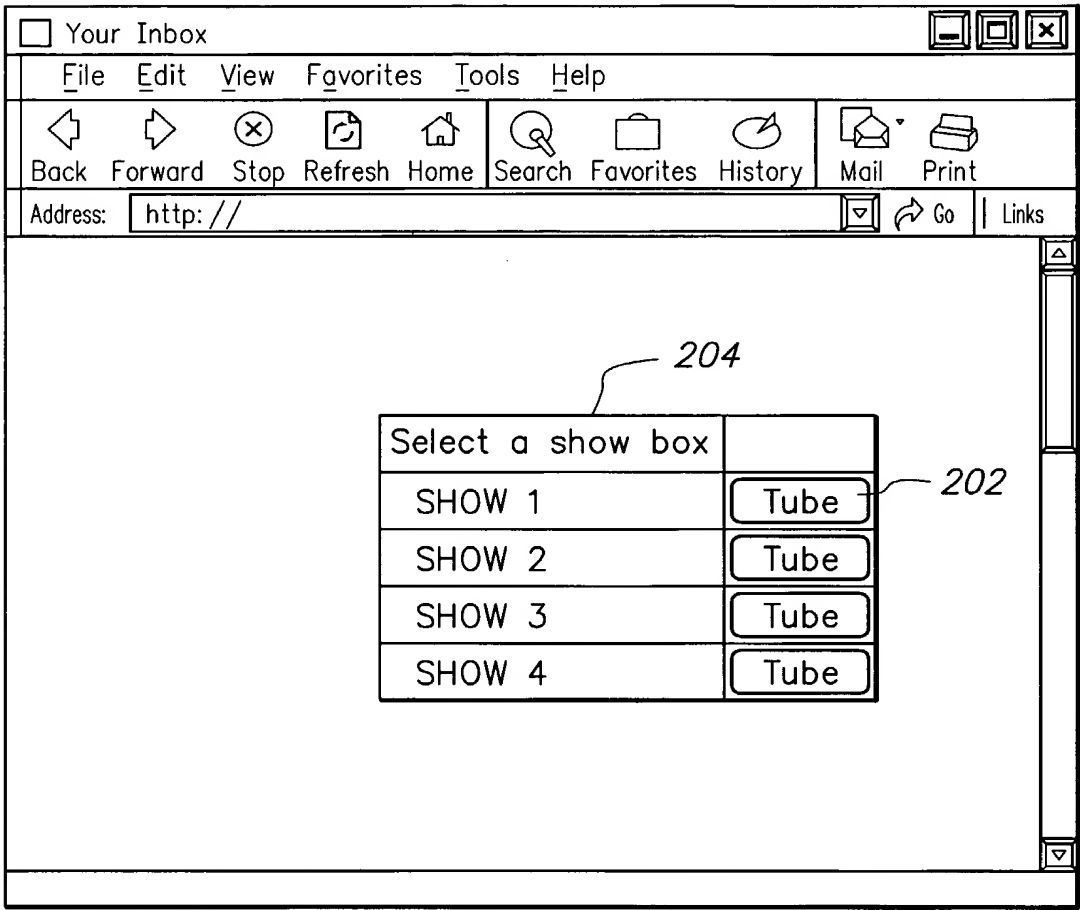 Your Inbox
File Edit View Favorites Tools Help
Back Forward Stop Refresh Home Search Favorites History Mail Print
Address: http:// Go Links
204
Select a show box
SHOW 1 Tube 202
SHOW 2 Tube
SHOW 3 Tube
SHOW 4 Tube